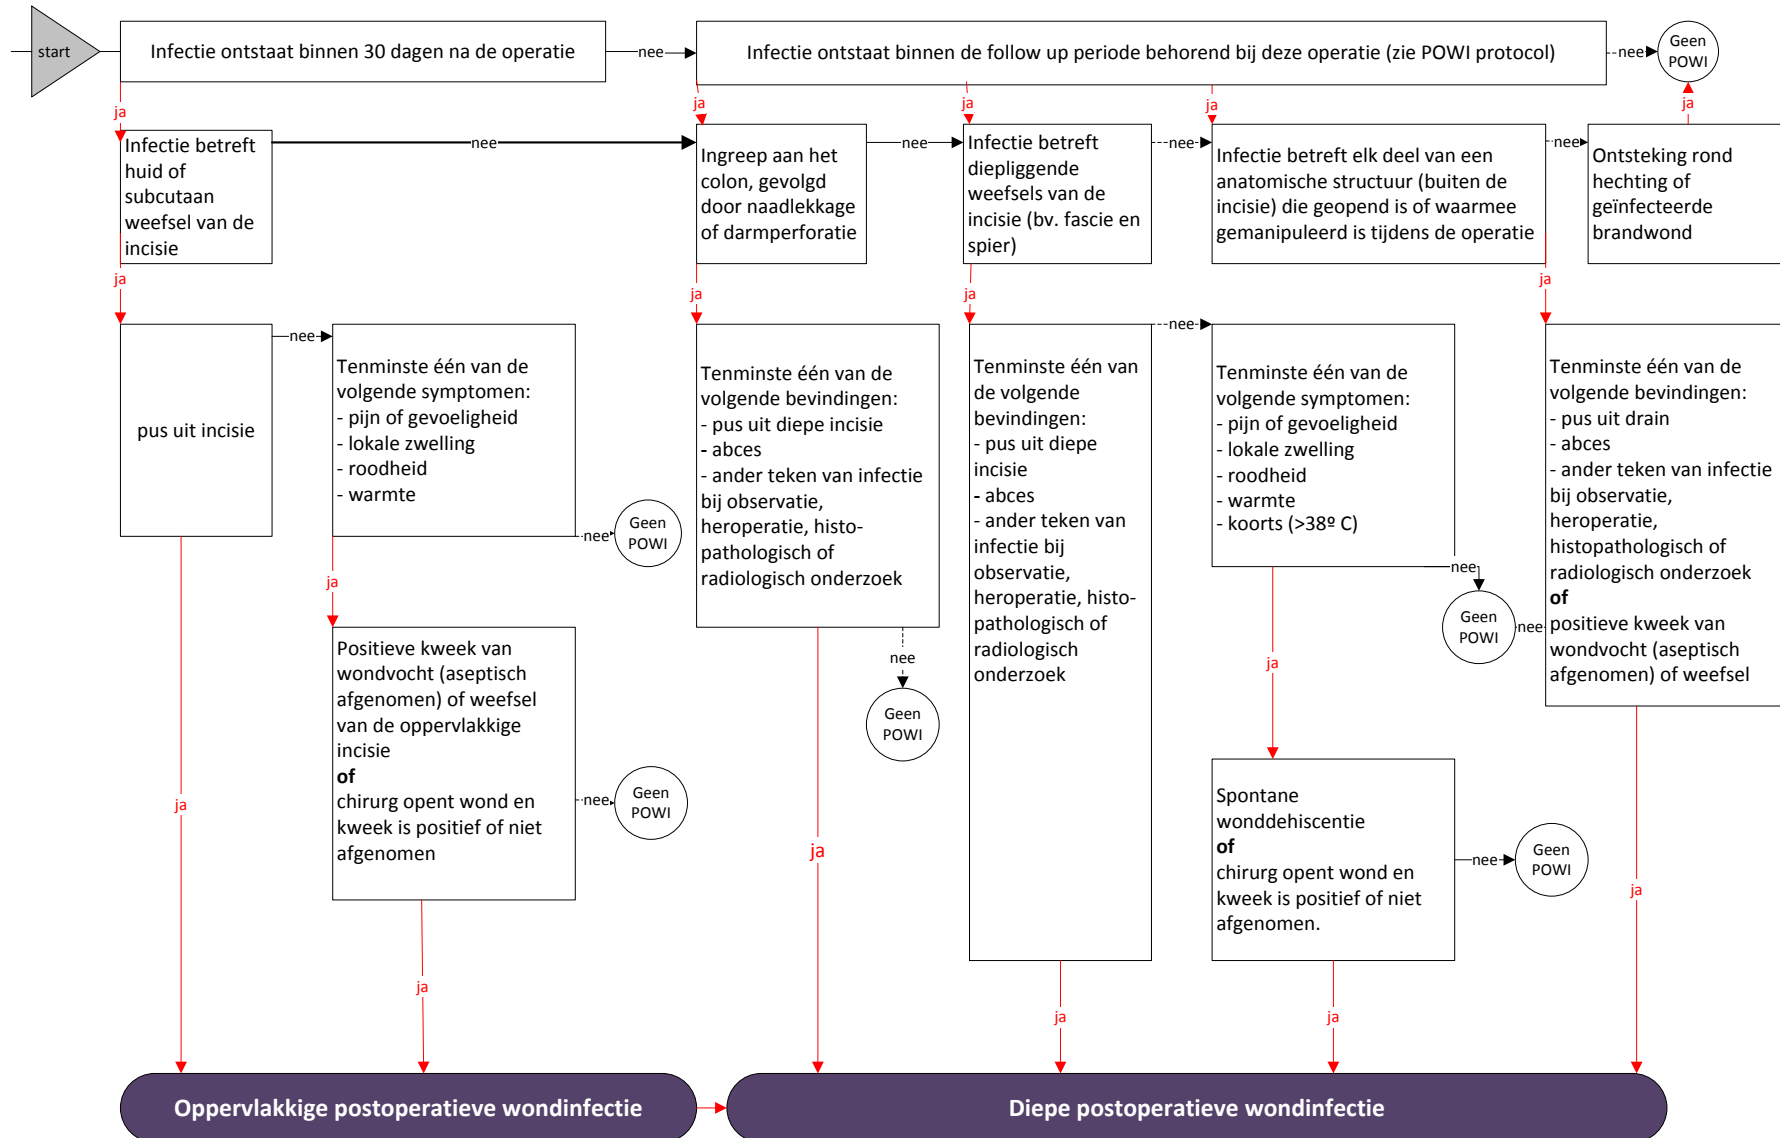 start
Infectie ontstaat binnen 30 dagen na de operatie
nee
Infectie ontstaat binnen de follow up periode behorend bij deze operatie (zie POWI protocol)
nee
Geen
POWI
ja
ja
ja
ja
ja
Infectie betreft
huid of
subcutaan
weefsel van de
incisie
nee
Ingreep aan het
colon, gevolgd
door naadlekkage
of darmperforatie
nee
Infectie betreft
diepliggende
weefsels van de
incisie (bv. fascie en
spier)
nee
Infectie betreft elk deel van een
anatomische structuur (buiten de
incisie) die geopend is of waarmee
gemanipuleerd is tijdens de operatie
nee
Ontsteking rond
hechting of
geïnfecteerde
brandwond
ja
ja
ja
ja
pus uit incisie
nee
Tenminste één van de
volgende symptomen:
- pijn of gevoeligheid
- lokale zwelling
- roodheid
- warmte
nee
Geen
POWI
ja
Tenminste één van de
volgende bevindingen:
- pus uit diepe incisie
- abces
- ander teken van infectie
bij observatie,
heroperatie, histo-
pathologisch of
radiologisch onderzoek
nee
Geen
POWI
Tenminste één van
de volgende
bevindingen:
- pus uit diepe
incisie
- abces
- ander teken van
infectie bij
observatie,
heroperatie, histo-
pathologisch of
radiologisch
onderzoek
nee
Tenminste één van de
volgende symptomen:
- pijn of gevoeligheid
- lokale zwelling
- roodheid
- warmte
- koorts (>38º C)
nee
Geen
POWI
nee
Tenminste één van de
volgende bevindingen:
- pus uit drain
- abces
- ander teken van infectie
bij observatie,
heroperatie,
histopathologisch of
radiologisch onderzoek
of
positieve kweek van
wondvocht (aseptisch
afgenomen) of weefsel
ja
Positieve kweek van
wondvocht (aseptisch
afgenomen) of weefsel
van de oppervlakkige
incisie
of
chirurg opent wond en
kweek is positief of niet
afgenomen
nee
Geen
POWI
Spontane
wonddehiscentie
of
chirurg opent wond en
kweek is positief of niet
afgenomen.
nee
Geen
POWI
ja
ja
ja
ja
ja
ja
Oppervlakkige postoperatieve wondinfectie
Diepe postoperatieve wondinfectie